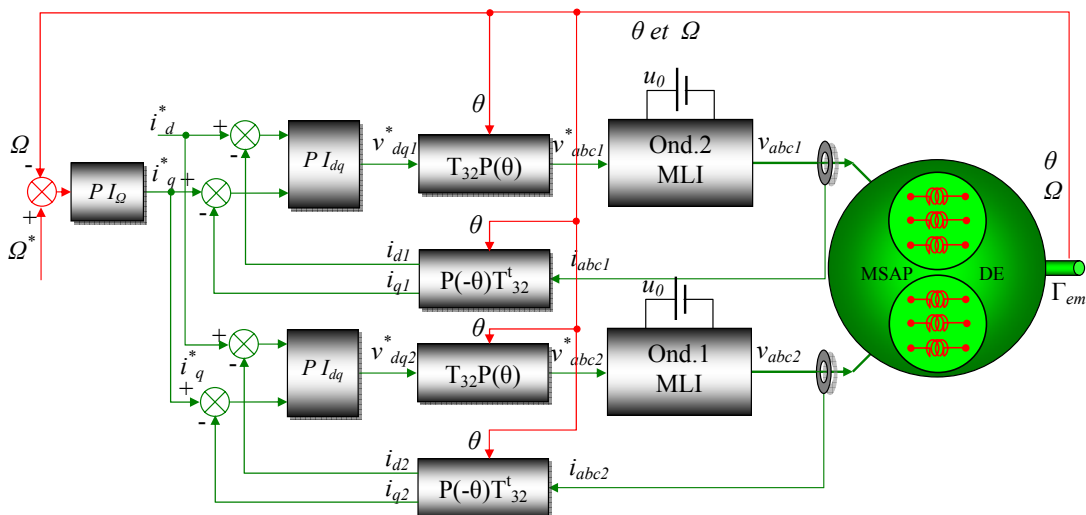 θ et Ω
u0
i*d
+
-
θ
v*dq1
v*abc1
Ond.2
MLI
vabc1
P Idq
T32P(θ)
Ω
-
i*q
+
-
P IΩ
θ
Ω
+
Ω*
θ
id1
iq1
P(-θ)Tt32
iabc1
MSAP
DE
Γem
u0
+
-
θ
i*q
+
-
P Idq
v*dq2
T32P(θ)
v*abc2
Ond.1
MLI
vabc2
θ
id2
iq2
P(-θ)Tt32
iabc2